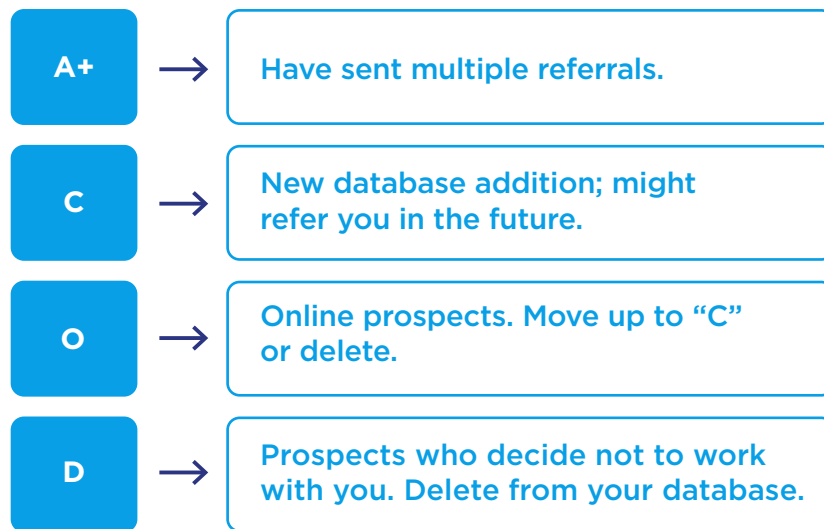 A+
Have sent multiple referrals.
C
New database addition; might
refer you in the future.
O
Online prospects. Move up to “C”
or delete.
D
Prospects who decide not to work
with you. Delete from your database.